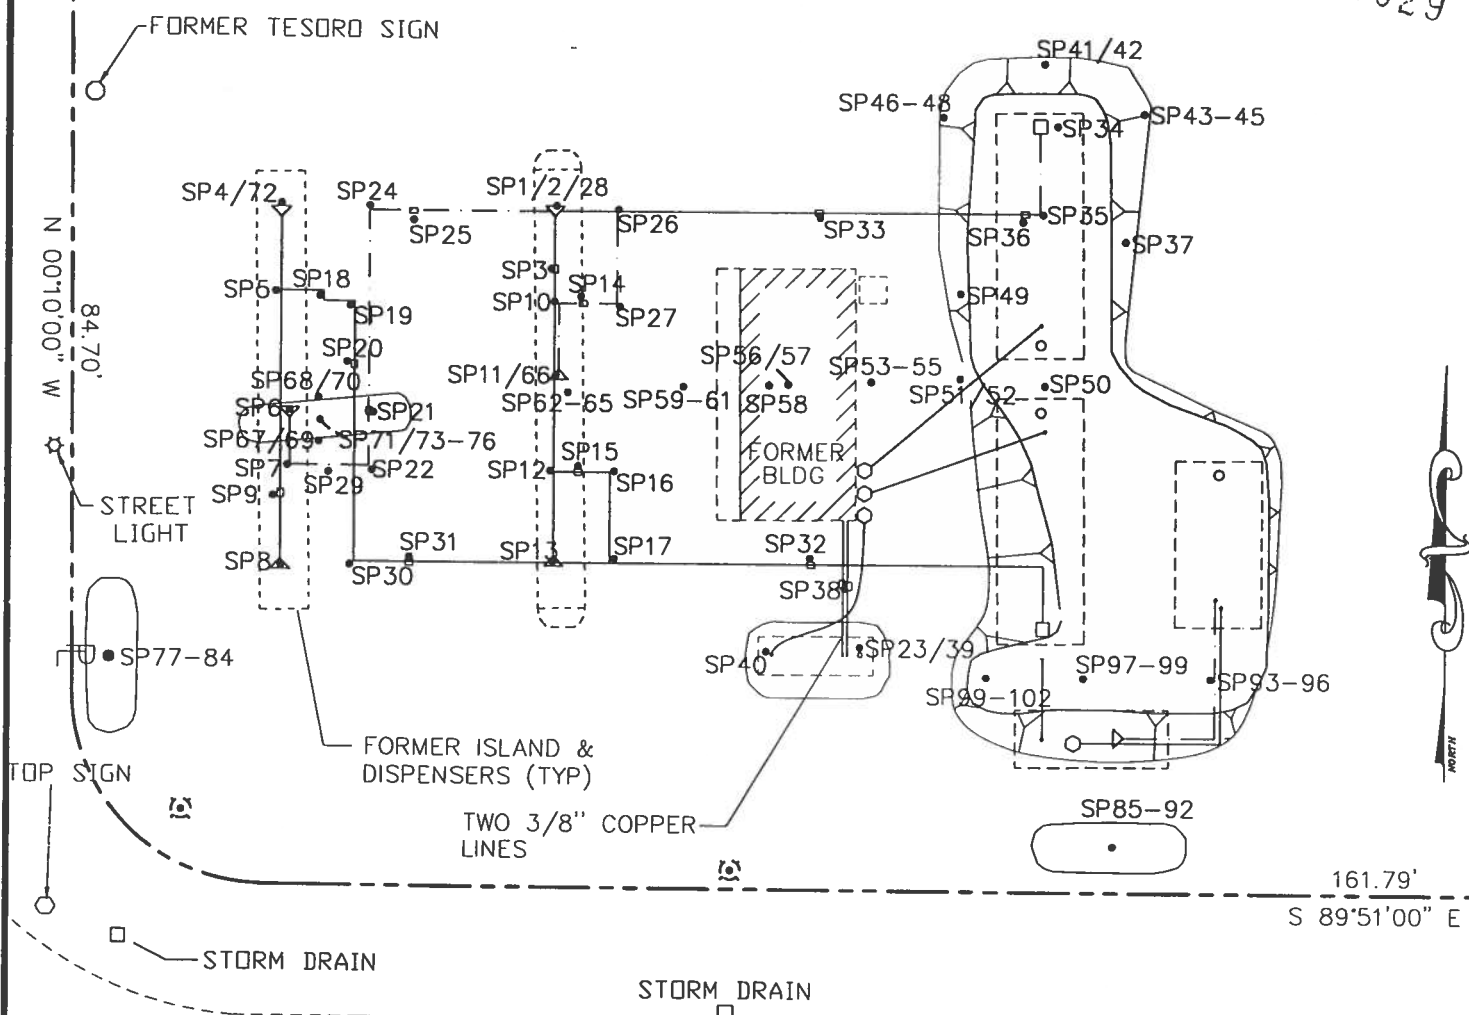 029
FORMER TESORO SIGN
SP41/42
SP46-48
SP43-45
SP34
SP4/72
SP24
SP1/2/28
SP25
SP26
SP33
SP36
SP35
SP37
N 00°10'00" W
84.70'
SP5
SP18
SP19
SP3
SP14
SP10
SP27
SP49
SP20
SP68/70
SP11/66
SP56/57
SP53-55
SP50
SP6
SP21
SP62-65
SP59-61
SP58
SP51/52
SP67/69
SP71/73-76
SP7
SP29
SP22
SP12
SP15
SP16
FORMER
BLDG
SP9
STREET
LIGHT
SP8
SP30
SP31
SP13
SP17
SP32
SP38
SP77-84
SP40
SP23/39
SP99-102
SP97-99
SP93-96
FORMER ISLAND &
DISPENSERS (TYP)
NORTH
TOP SIGN
TWO 3/8" COPPER
LINES
SP85-92
161.79'
S 89°51'00" E
STORM DRAIN
STORM DRAIN